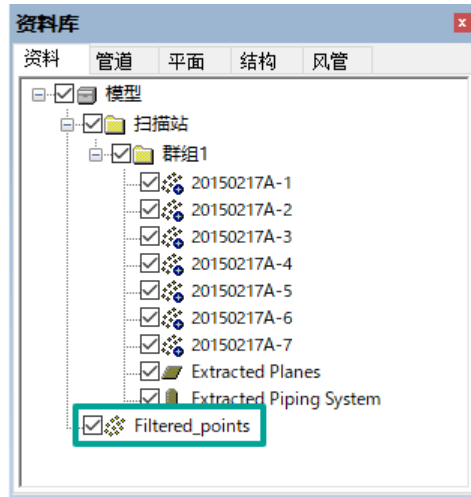 资料库
资料 管道 平面 结构 风管
模型
扫描站
群组1
20150217A-1
20150217A-2
20150217A-3
20150217A-4
20150217A-5
20150217A-6
20150217A-7
Extracted Planes
Extracted Piping System
Filtered_points